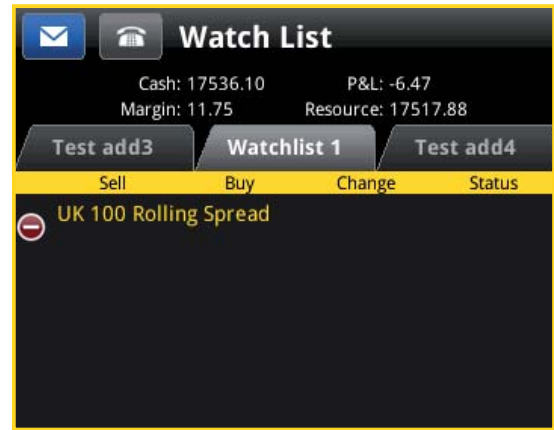 Watch List
Cash: 17536.10 P&L: -6.47
Margin: 11.75 Resource: 17517.88
Test add3 Watchlist 1 Test add4
Sell Buy Change Status
UK 100 Rolling Spread